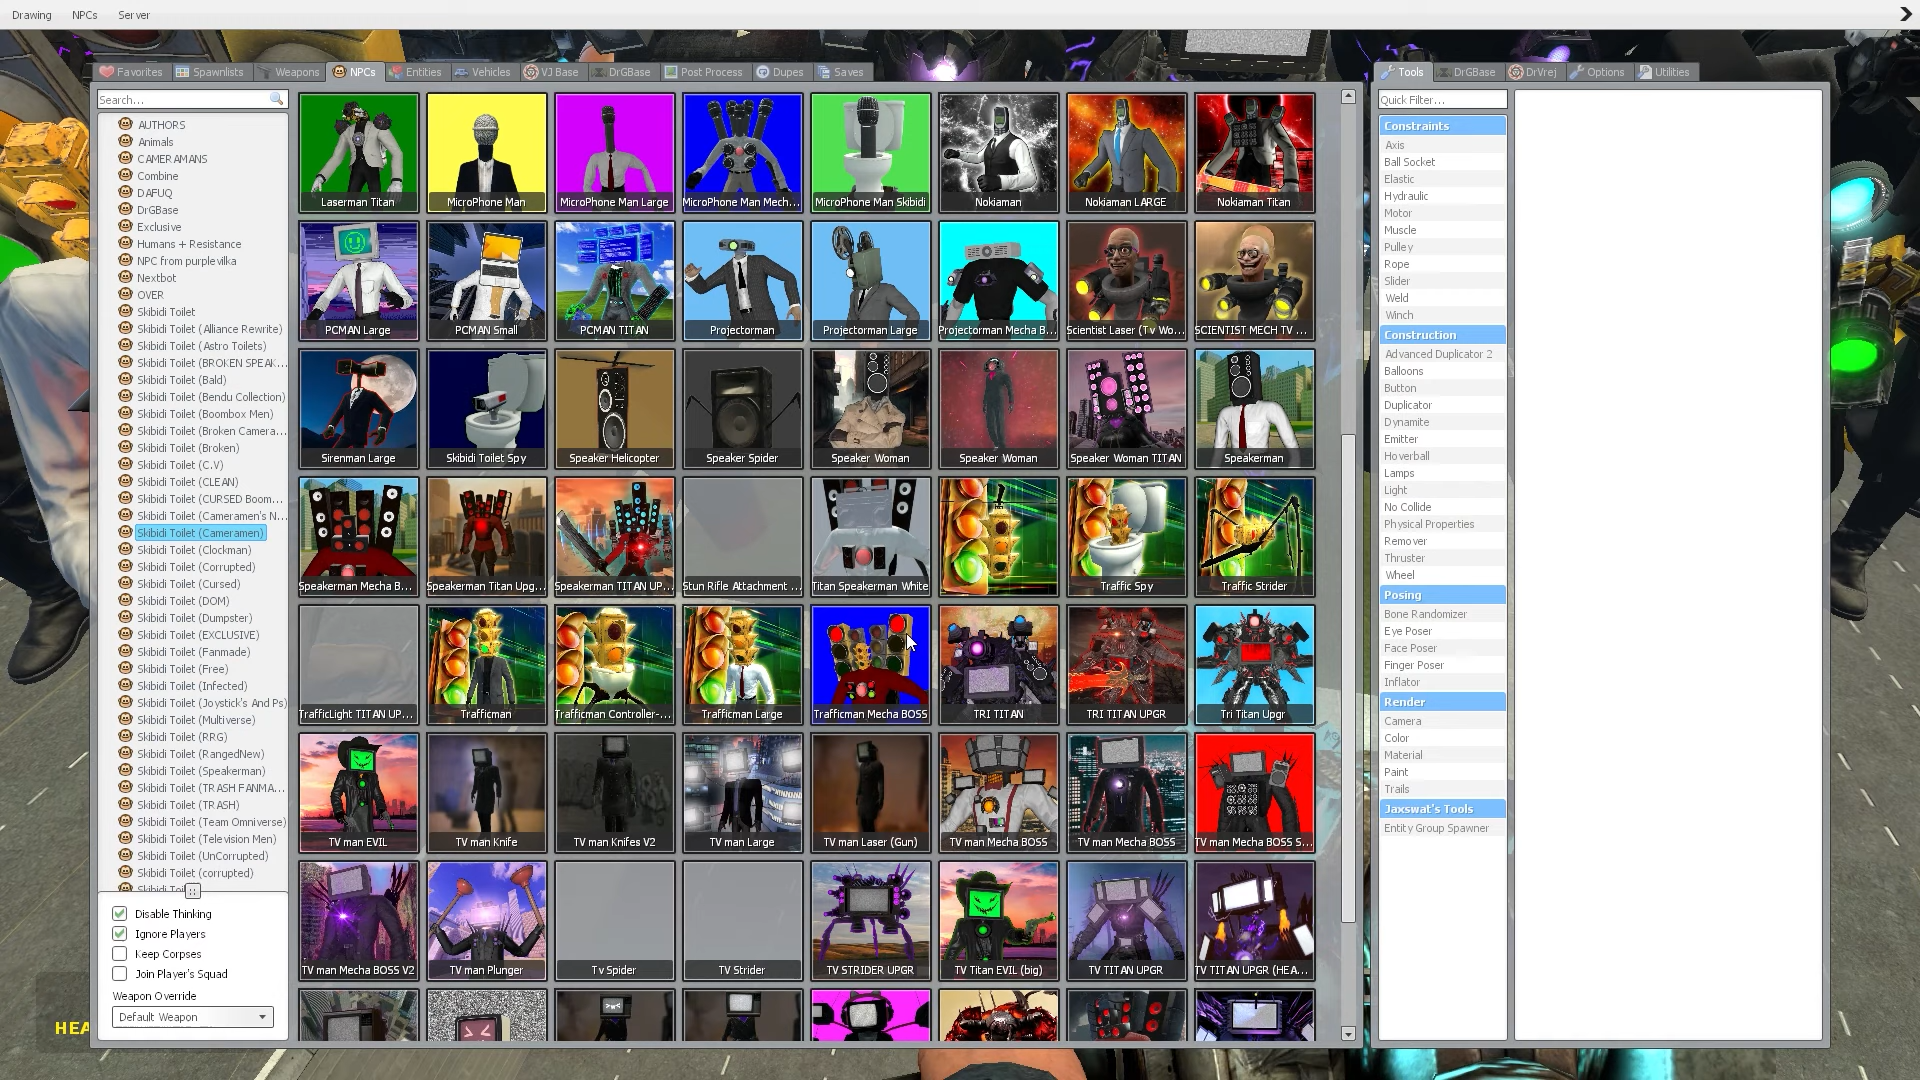 Drawing NPCs Server
Favorites Spawnlists Weapons NPCs Entities Vehicles VJ Base DrGBase Post Process Dupes Saves
Tools DrGBase DrVrej Options Utilities
Search...
AUTHORS
Animals
CAMERAMANS
Combine
DAFUQ
DrGBase
Exclusive
Humans + Resistance
NPC from purplevilka
Nextbot
OVER
Skibidi Toilet
Skibidi Toilet (Alliance Rewrite)
Skibidi Toilet (Astro Toilets)
Skibidi Toilet (BROKEN SPEAK...
Skibidi Toilet (Bald)
Skibidi Toilet (Bendu Collection)
Skibidi Toilet (Boombox Men)
Skibidi Toilet (Broken Camera...
Skibidi Toilet (Broken)
Skibidi Toilet (C.V)
Skibidi Toilet (CLEAN)
Skibidi Toilet (CURSED Boom...
Skibidi Toilet (Cameramen's N...
Skibidi Toilet (Cameramen)
Skibidi Toilet (Clockman)
Skibidi Toilet (Corrupted)
Skibidi Toilet (Cursed)
Skibidi Toilet (DOM)
Skibidi Toilet (Dumpster)
Skibidi Toilet (EXCLUSIVE)
Skibidi Toilet (Fanmade)
Skibidi Toilet (Free)
Skibidi Toilet (Infected)
Skibidi Toilet (Joystick's And Ps)
Skibidi Toilet (Multiverse)
Skibidi Toilet (RRG)
Skibidi Toilet (RangedNew)
Skibidi Toilet (Speakerman)
Skibidi Toilet (TRASH FANMA...
Skibidi Toilet (TRASH)
Skibidi Toilet (Team Omniverse)
Skibidi Toilet (Television Men)
Skibidi Toilet (UnCorrupted)
Skibidi Toilet (corrupted)
Disable Thinking
Ignore Players
Keep Corpses
Join Player's Squad
Weapon Override
Default Weapon
HEA
Laserman Titan MicroPhone Man MicroPhone Man Large MicroPhone Man Mech... MicroPhone Man Skibidi Nokiaman Nokiaman LARGE Nokiaman Titan
PCMAN Large PCMAN Small PCMAN TITAN Projectorman Projectorman Large Projectorman Mecha B... Scientist Laser (Tv Wo... SCIENTIST MECH TV ...
Sirenman Large Skibidi Toilet Spy Speaker Helicopter Speaker Spider Speaker Woman Speaker Woman Speaker Woman TITAN Speakerman
Speakerman Mecha B... Speakerman Titan Upg... Speakerman TITAN UP... Stun Rifle Attachment ... Titan Speakerman White Traffic Spy Traffic Strider
TrafficLight TITAN UP... Trafficman Trafficman Controller-... Trafficman Large Trafficman Mecha BOSS TRI TITAN TRI TITAN UPGR Tri Titan Upgr
TV man EVIL TV man Knife TV man Knifes V2 TV man Large TV man Laser (Gun) TV man Mecha BOSS TV man Mecha BOSS TV man Mecha BOSS S...
TV man Mecha BOSS V2 TV man Plunger Tv Spider TV Strider TV STRIDER UPGR TV Titan EVIL (big) TV TITAN UPGR TV TITAN UPGR (HEA...
Quick Filter...
Constraints
Axis
Ball Socket
Elastic
Hydraulic
Motor
Muscle
Pulley
Rope
Slider
Weld
Winch
Construction
Advanced Duplicator 2
Balloons
Button
Duplicator
Dynamite
Emitter
Hoverball
Lamps
Light
No Collide
Physical Properties
Remover
Thruster
Wheel
Posing
Bone Randomizer
Eye Poser
Face Poser
Finger Poser
Inflator
Render
Camera
Color
Material
Paint
Trails
Jaxswat's Tools
Entity Group Spawner